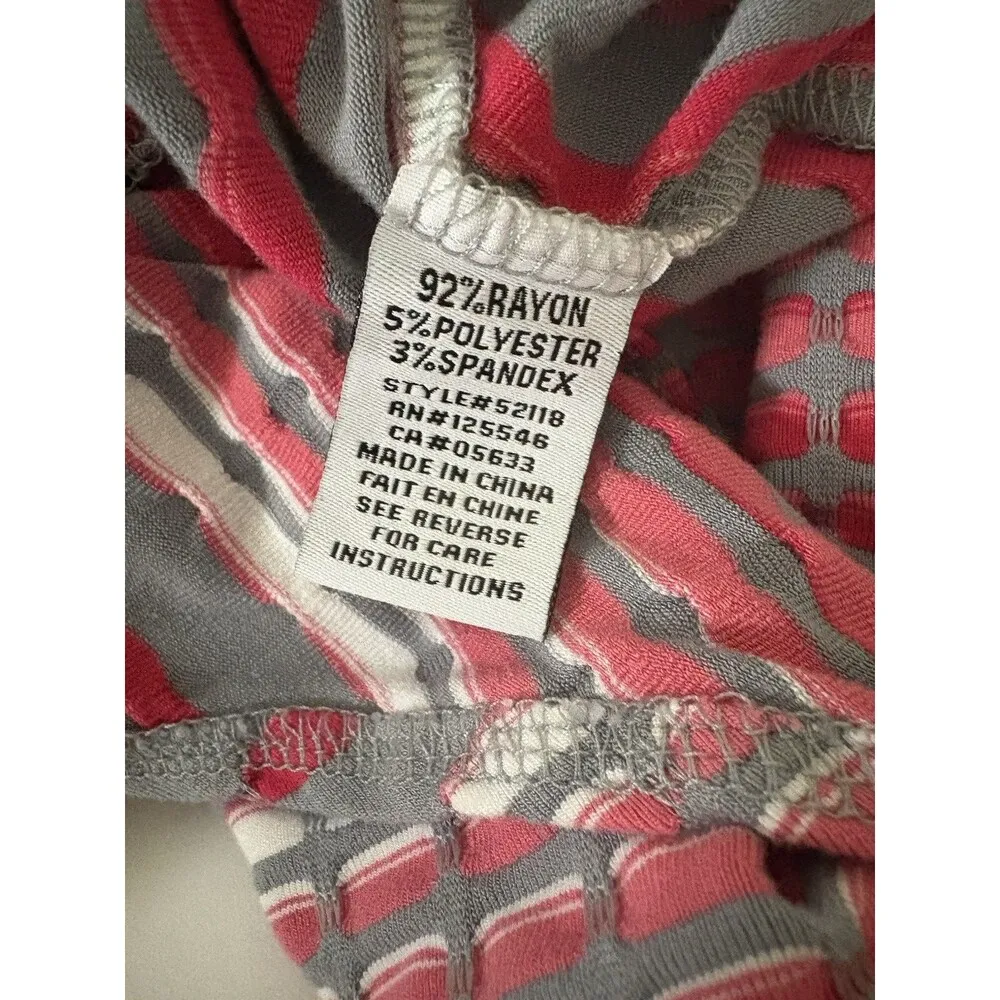 92%RAYON
5%POLYESTER
3%SPANDEX
STYLE#52118
RN#125546
CA#05633
MADE IN CHINA
FAIT EN CHINE
SEE REVERSE
FOR CARE
INSTRUCTIONS